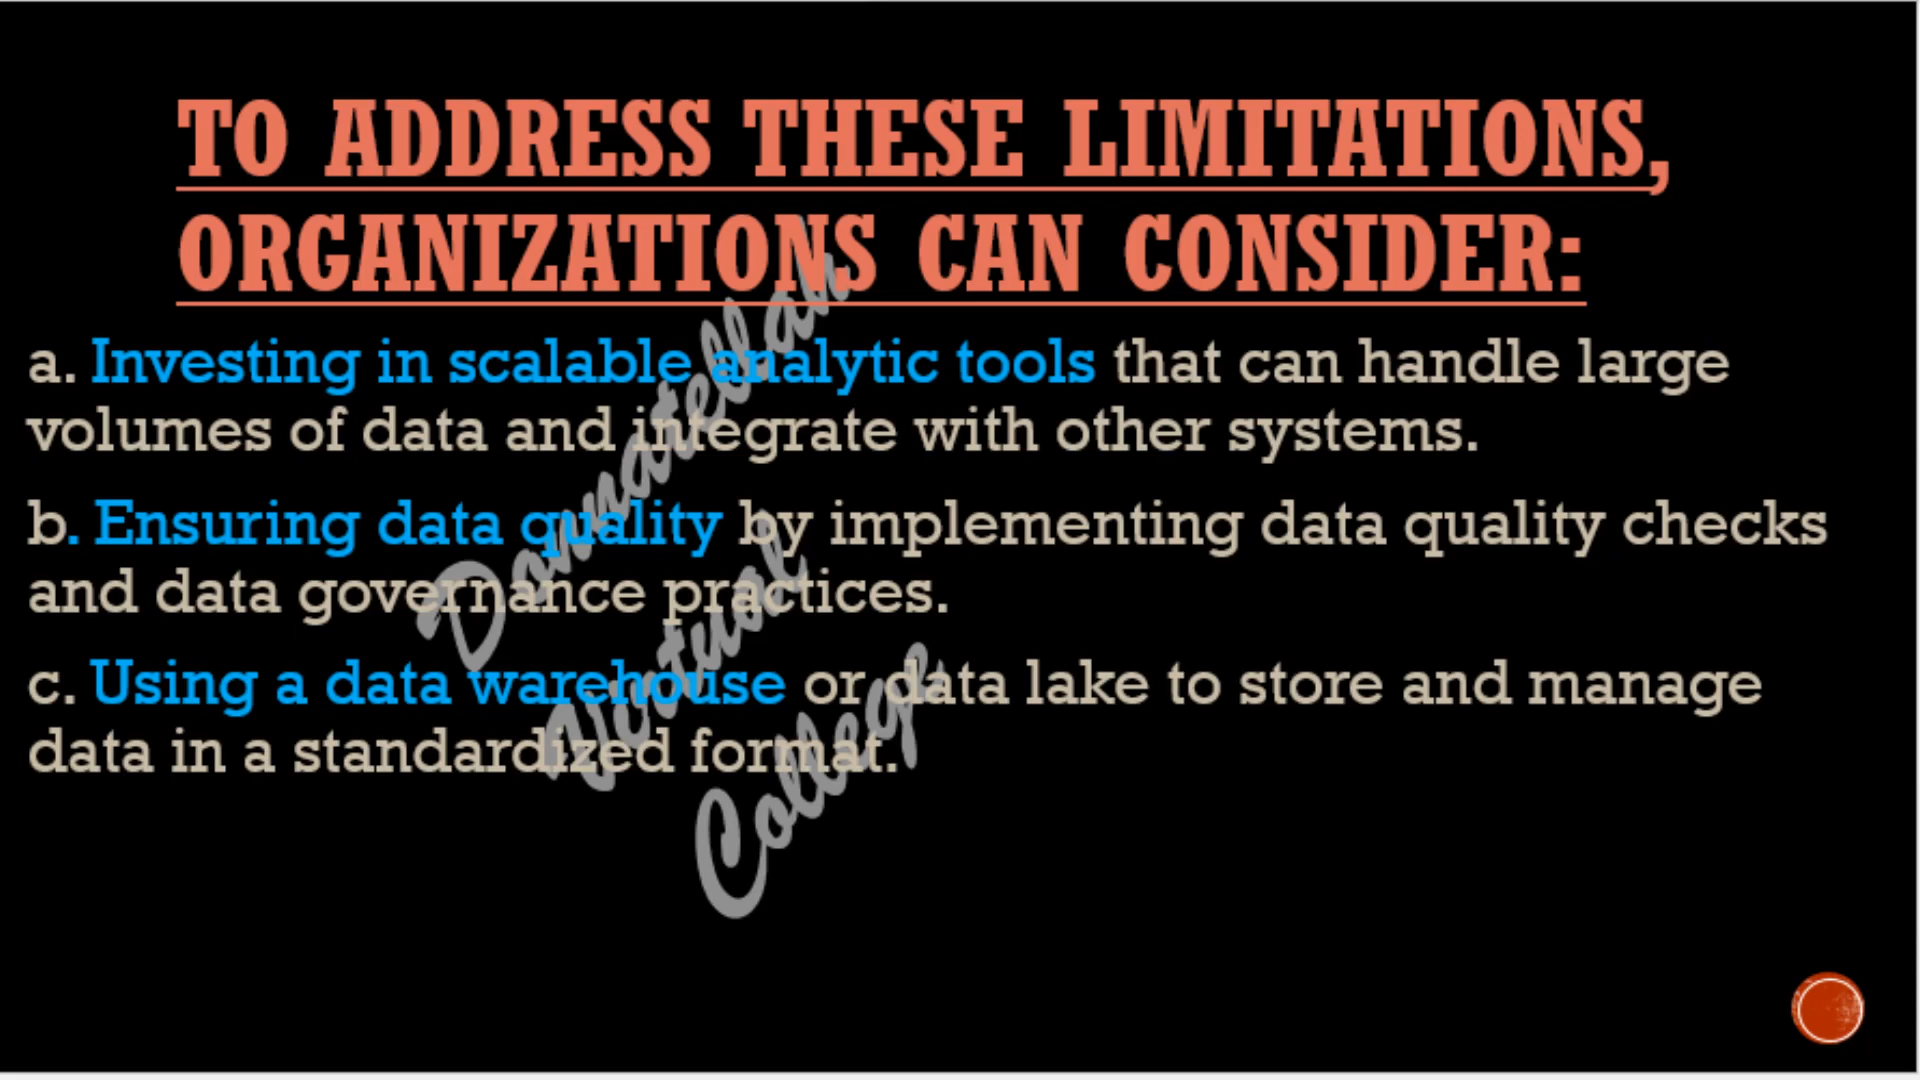 TO ADDRESS THESE LIMITATIONS,
ORGANIZATIONS CAN CONSIDER:
a. Investing in scalable analytic tools that can handle large
volumes of data and integrate with other systems.
b. Ensuring data quality by implementing data quality checks
and data governance practices.
c. Using a data warehouse or data lake to store and manage
data in a standardized format.
Donnatellah
Virtual
College